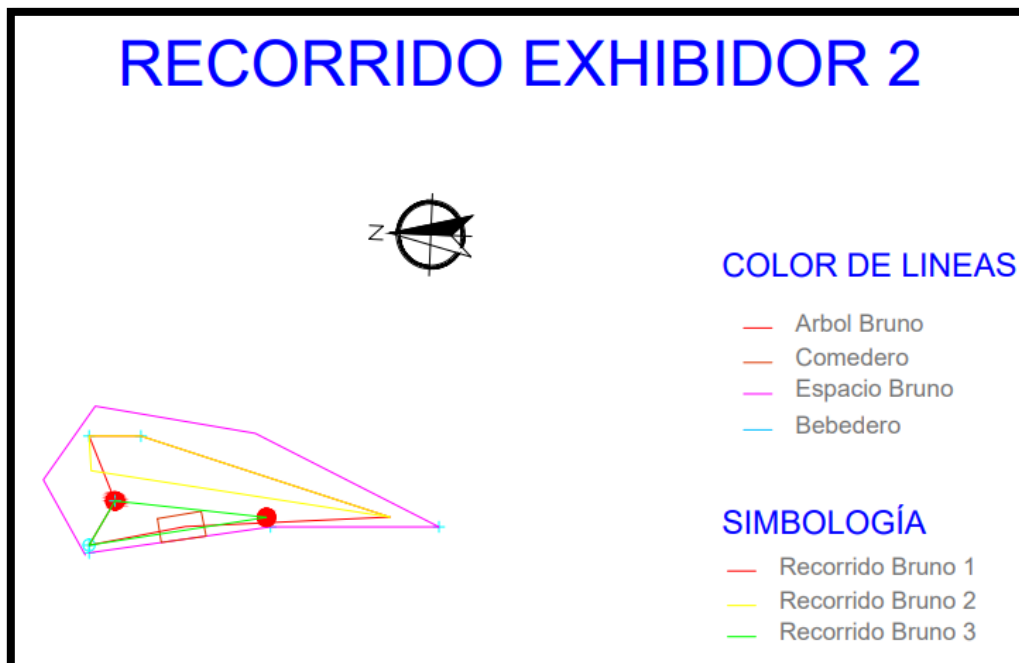 RECORRIDO EXHIBIDOR 2
Z
COLOR DE LINEAS
Arbol Bruno
Comedero
Espacio Bruno
Bebedero
SIMBOLOGÍA
Recorrido Bruno 1
Recorrido Bruno 2
Recorrido Bruno 3